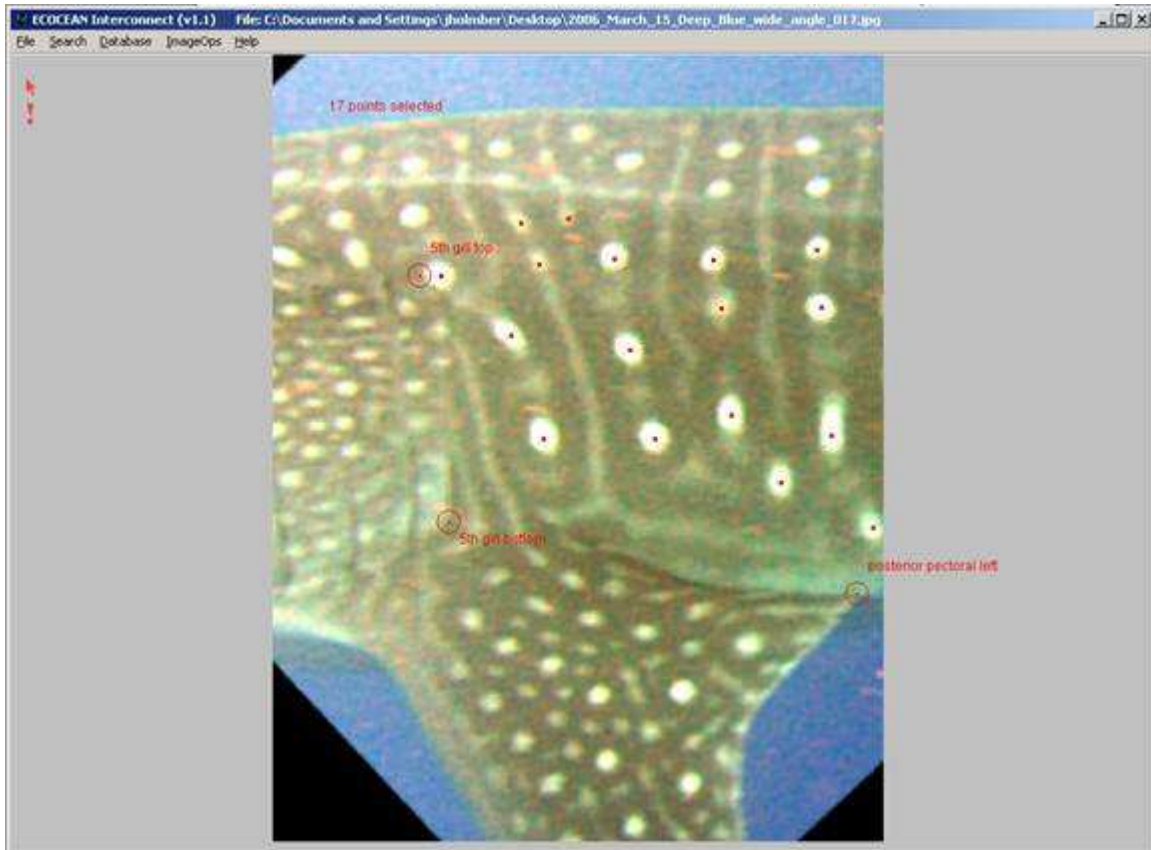 ECOCEAN Interconnect (v1.1) File: C:\Documents and Settings\jholmber\Desktop\2006_March_15_Deep_Blue_wide_angle_017.jpg
File Search Database ImageOps Help
17 points selected
5th gill top
5th gill bottom
posterior pectoral left